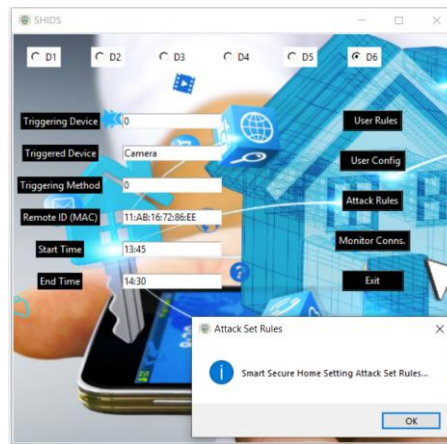 SHIDS
D1 D2 D3 D4 D5 D6
Triggering Device 0 User Rules
Triggered Device Camera User Config
Triggering Method 0 Attack Rules
Remote ID (MAC) 11:AB:16:72:86:EE Monitor Conns.
Start Time 13:45 Exit
End Time 14:30
Attack Set Rules
Smart Secure Home Setting Attack Set Rules...
OK